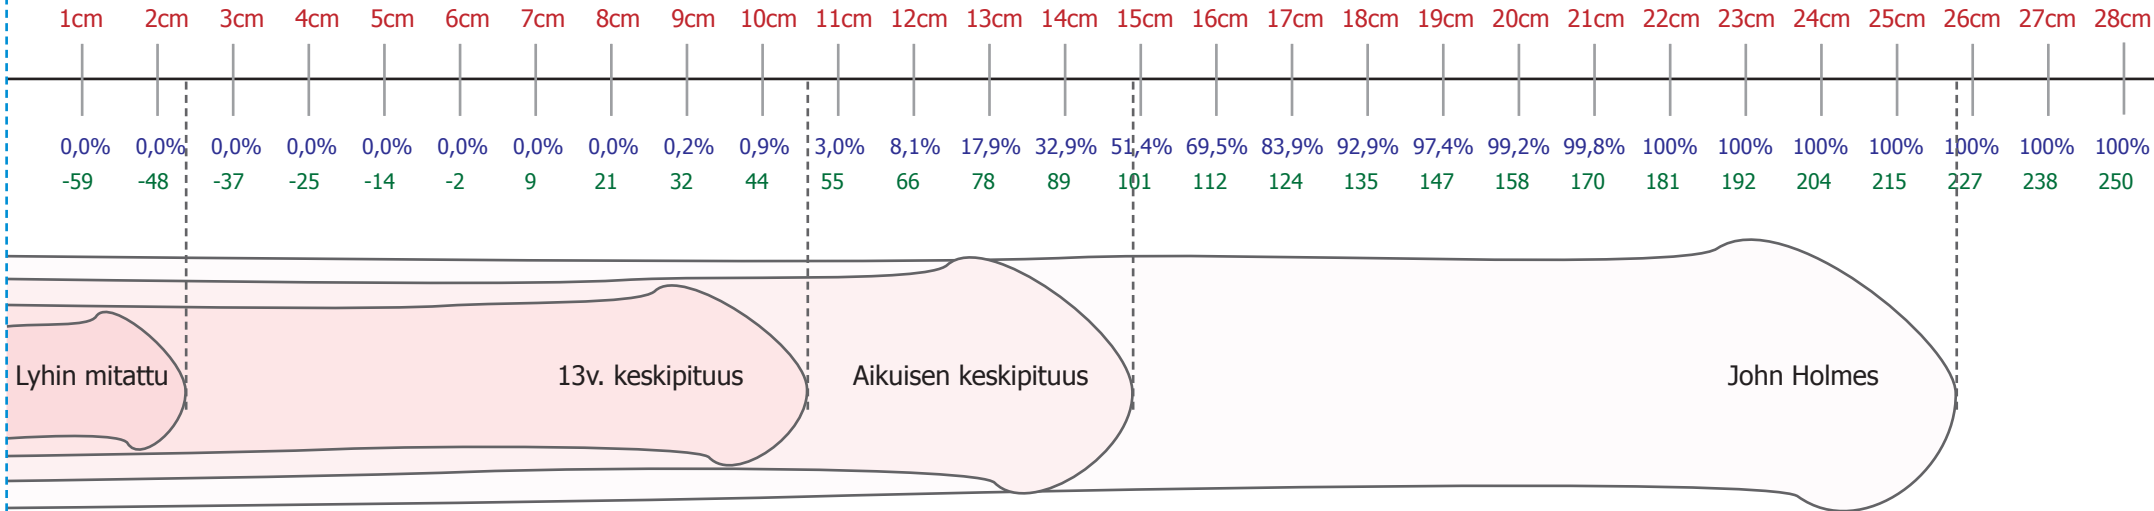 1cm 2cm 3cm 4cm 5cm 6cm 7cm 8cm 9cm 10cm 11cm 12cm 13cm 14cm 15cm 16cm 17cm 18cm 19cm 20cm 21cm 22cm 23cm 24cm 25cm 26cm 27cm 28cm
0,0% 0,0% 0,0% 0,0% 0,0% 0,0% 0,0% 0,0% 0,2% 0,9% 3,0% 8,1% 17,9% 32,9% 51,4% 69,5% 83,9% 92,9% 97,4% 99,2% 99,8% 100% 100% 100% 100% 100% 100% 100%
-59 -48 -37 -25 -14 -2 9 21 32 44 55 66 78 89 101 112 124 135 147 158 170 181 192 204 215 227 238 250
Lyhin mitattu 13v. keskipituus Aikuisen keskipituus John Holmes